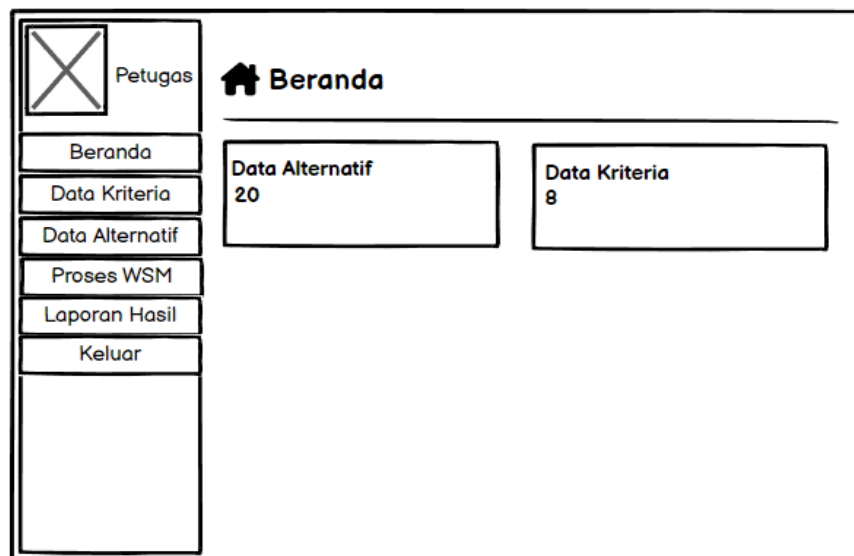 Petugas
Beranda
Data Kriteria
Data Alternatif
Proses WSM
Laporan Hasil
Keluar
Beranda
Data Alternatif
20
Data Kriteria
8